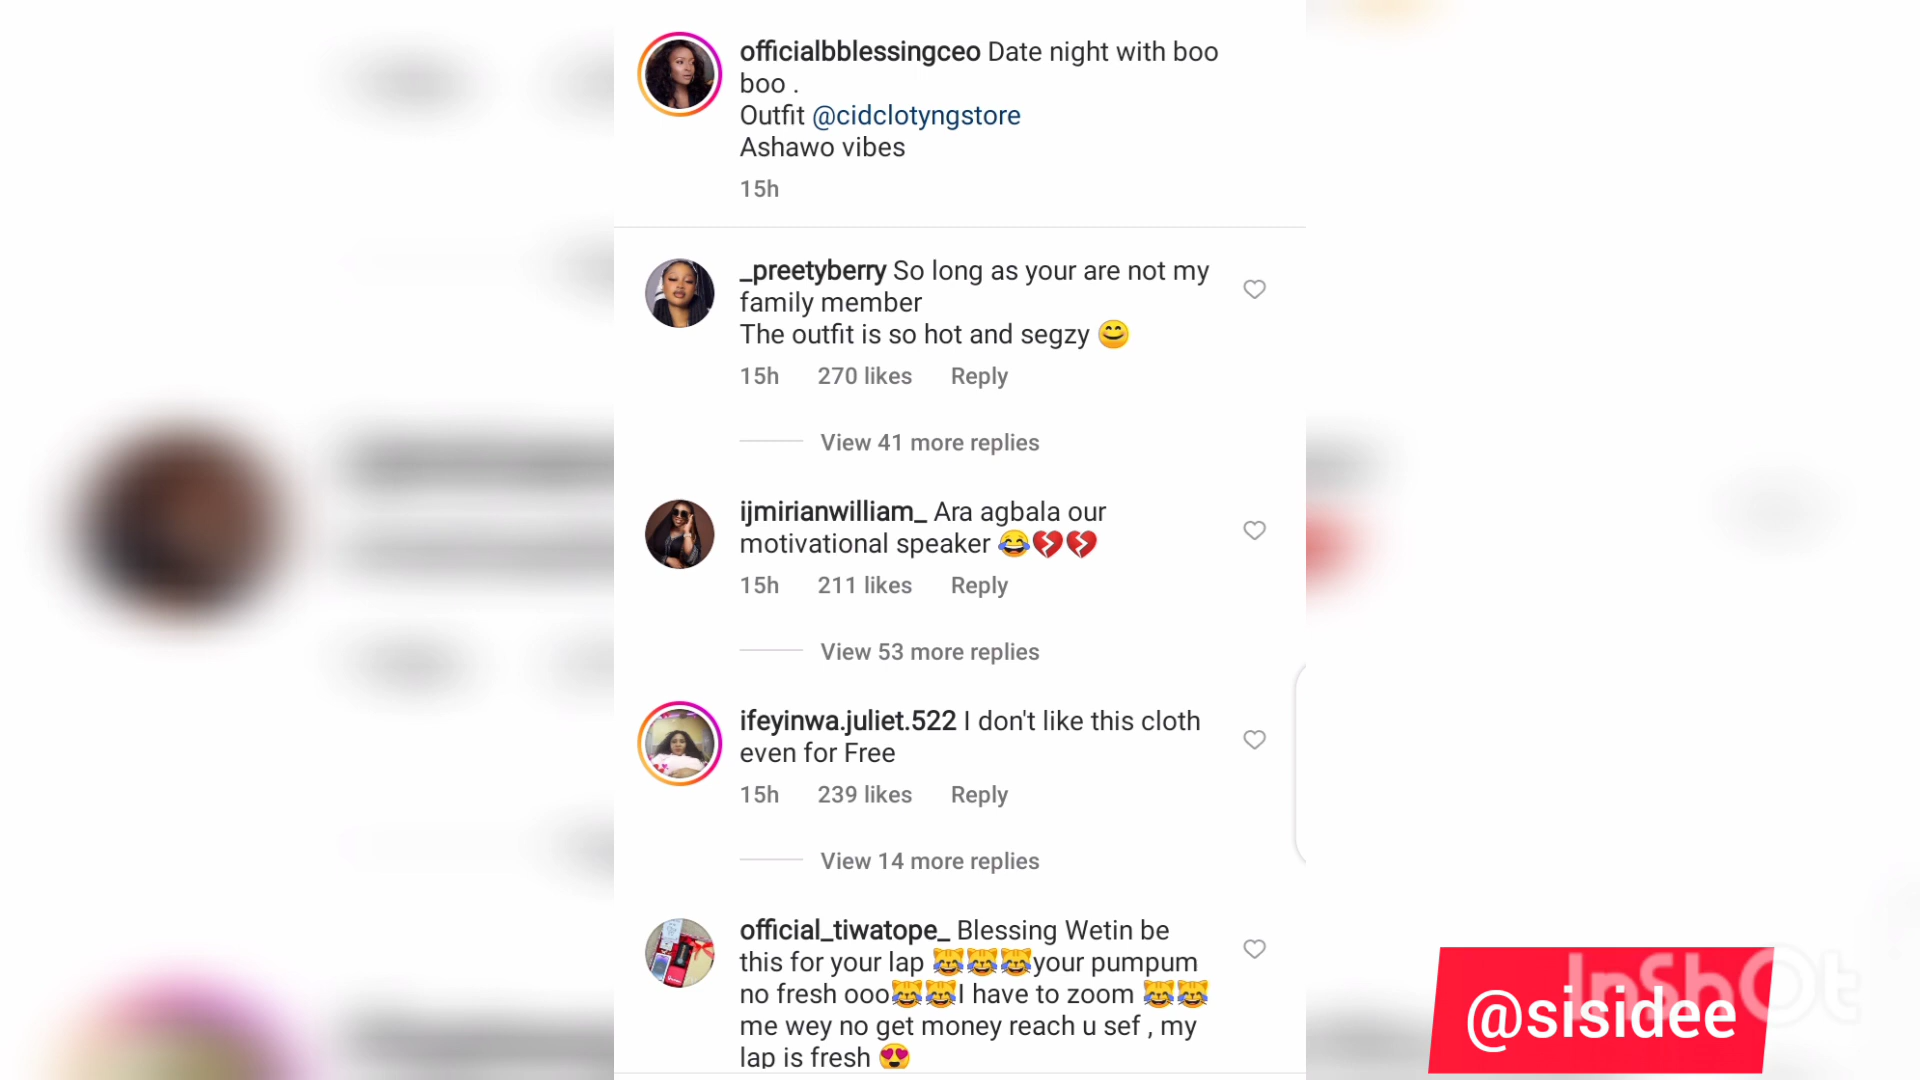 officialbblessingceo Date night with boo
boo .
Outfit @cidclotyngstore
Ashawo vibes
15h
_preetyberry So long as your are not my
family member
The outfit is so hot and segzy 😊
15h 270 likes Reply
View 41 more replies
ijmirianwilliam_ Ara agbala our
motivational speaker 😂💔💔
15h 211 likes Reply
View 53 more replies
ifeyinwa.juliet.522 I don't like this cloth
even for Free
15h 239 likes Reply
View 14 more replies
official_tiwatope_ Blessing Wetin be
this for your lap 😹😹😹your pumpum
no fresh ooo😹😹I have to zoom 😹😹
me wey no get money reach u sef , my
lap is fresh 😍
InShOt
@sisidee